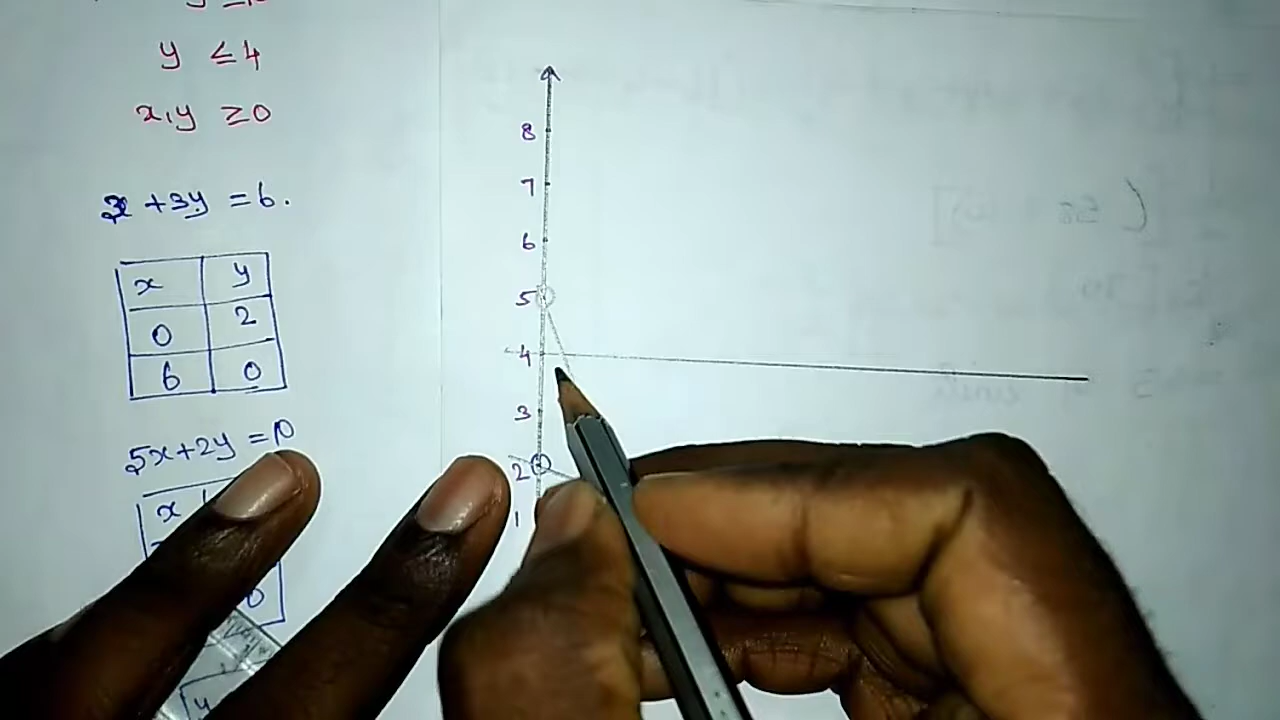 y ≤ 4
x,y ≥0
x +3y = 6.
x y
0 2
6 0
5x+2y = 10
x
0
8
7
6
5
4
3
2
1